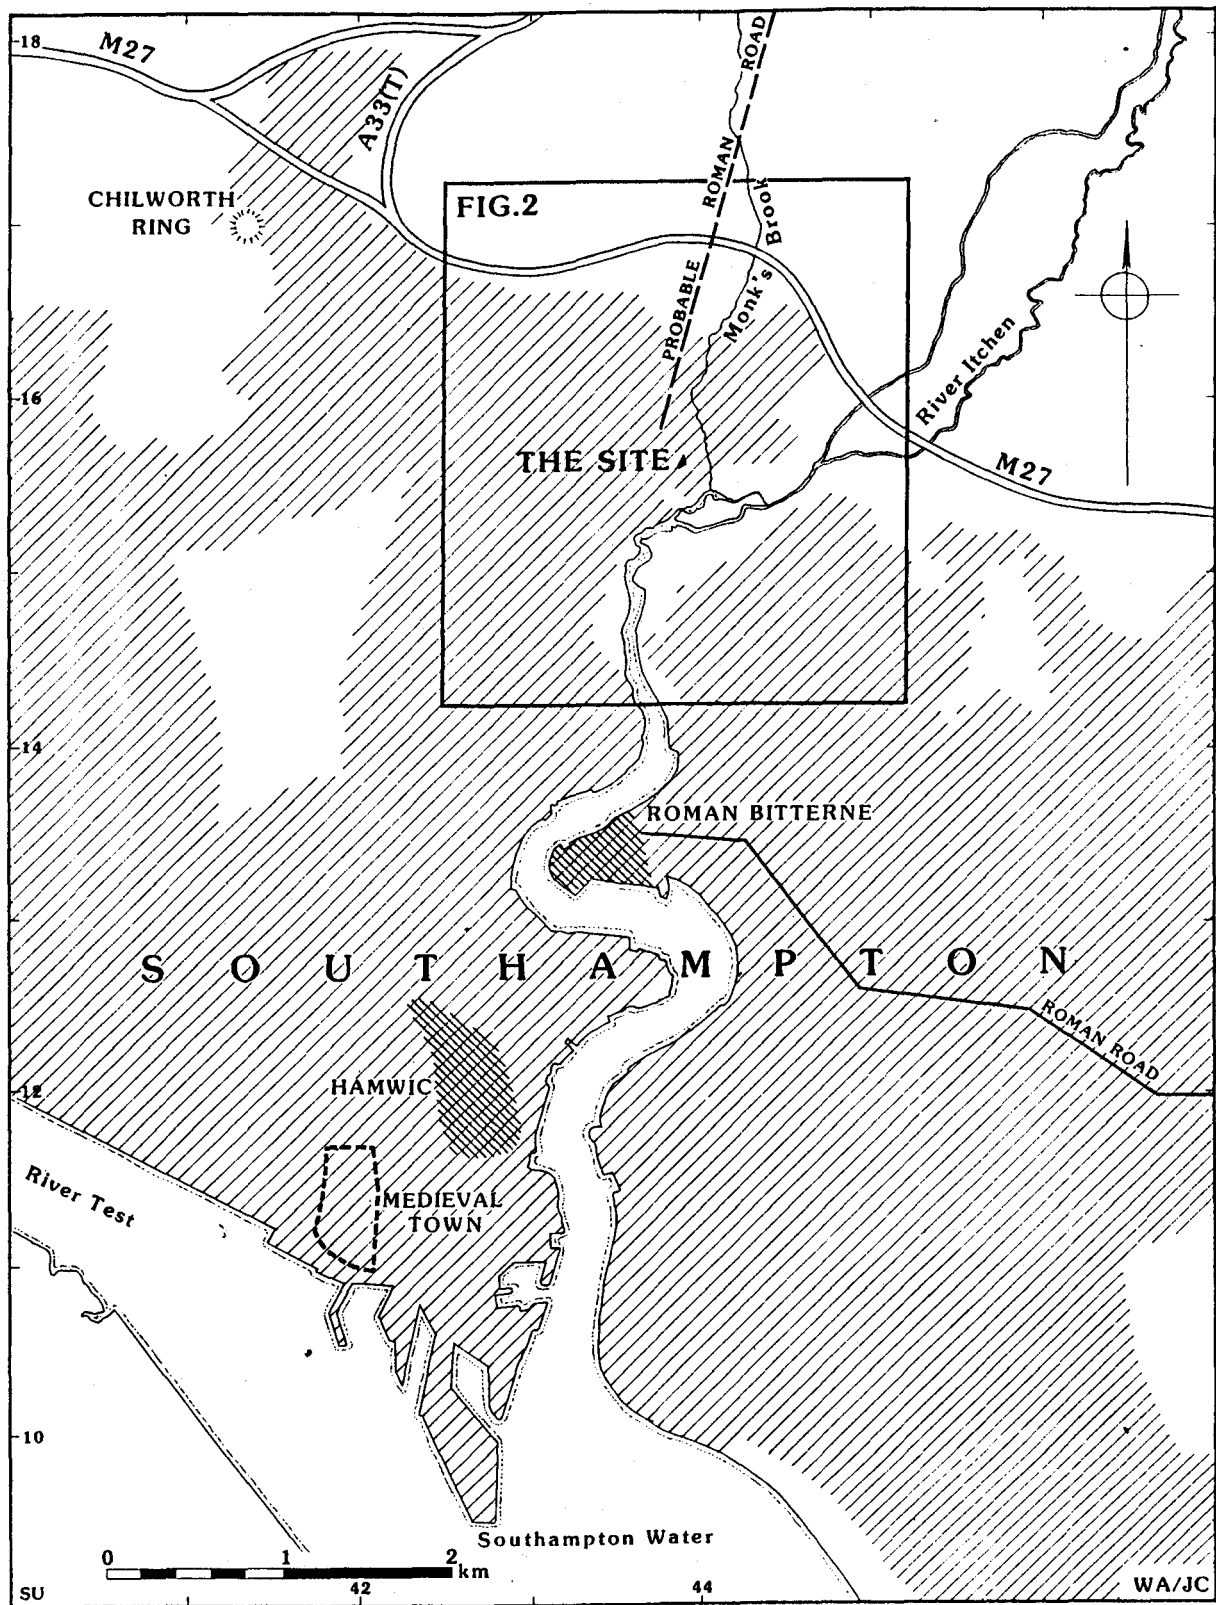 18
M27
A33(T)
PROBABLE ROMAN ROAD
CHILWORTH
RING
FIG.2
Monk's Brook
River Itchen
16
THE SITE
M27
14
ROMAN BITTERNE
SOUTHAMPTON
ROMAN ROAD
12
HAMWIC
River Test
MEDIEVAL
TOWN
10
Southampton Water
0 1 2
km
SU
42
44
WA/JC